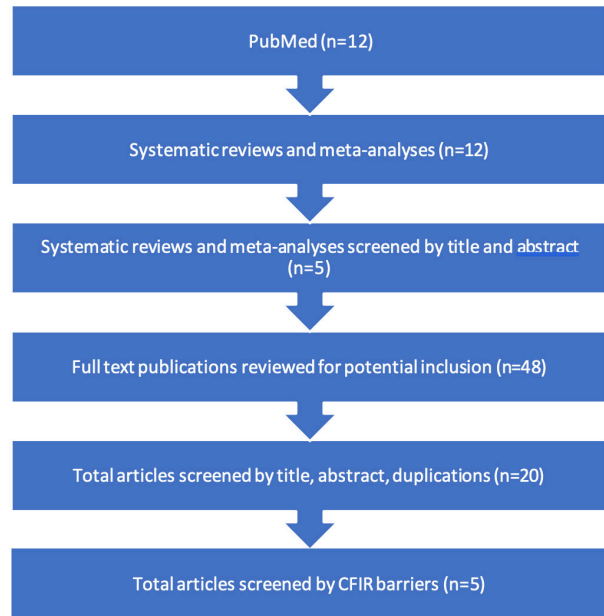 PubMed (n=12)
Systematic reviews and meta-analyses (n=12)
Systematic reviews and meta-analyses screened by title and abstract
(n=5)
Full text publications reviewed for potential inclusion (n=48)
Total articles screened by title, abstract, duplications (n=20)
Total articles screened by CFIR barriers (n=5)